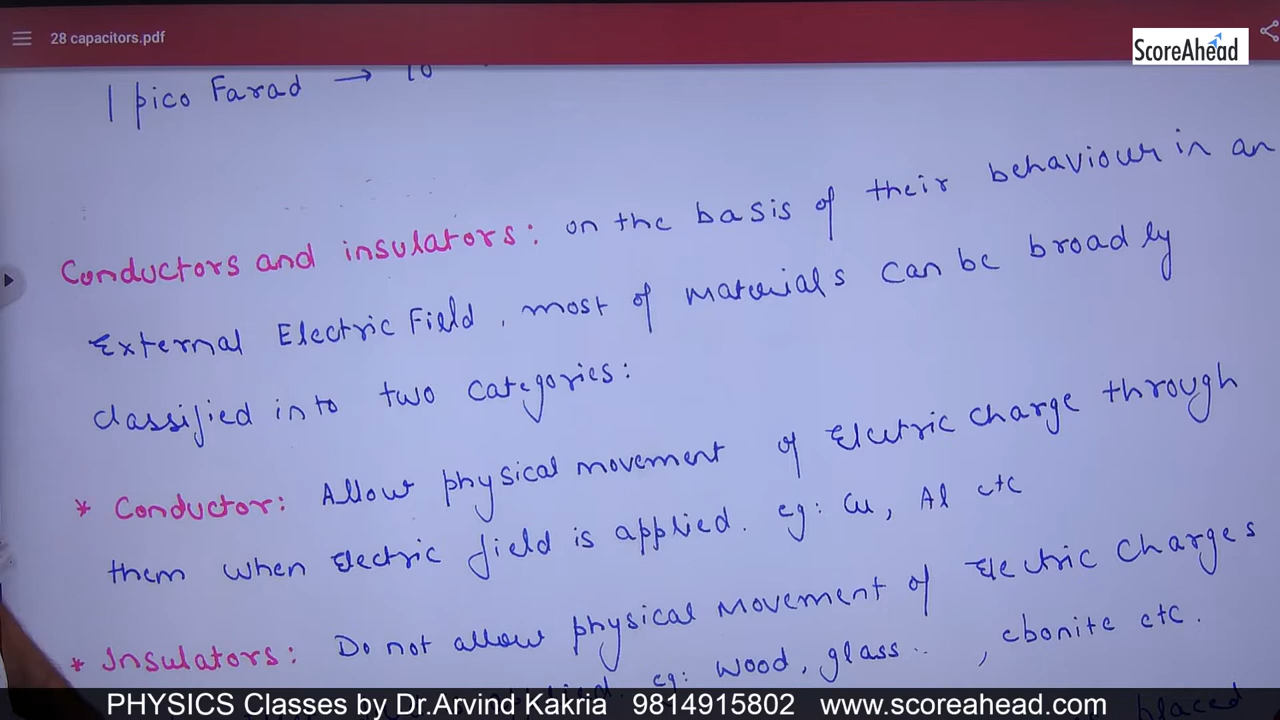 28 capacitors.pdf
ScoreAhead
1 pico Farad → 10
Conductors and insulators: on the basis of their behaviour in an
External Electric Field, most of materials can be broadly
classified into two categories:
* Conductor: Allow physical movement of Electric charge through
them when Electric field is applied. eg: Cu, Al etc
* Insulators: Do not allow physical movement of Electric Charges
eg: wood, glass .. , ebonite etc.
placed
PHYSICS Classes by Dr.Arvind Kakria 9814915802 www.scoreahead.com